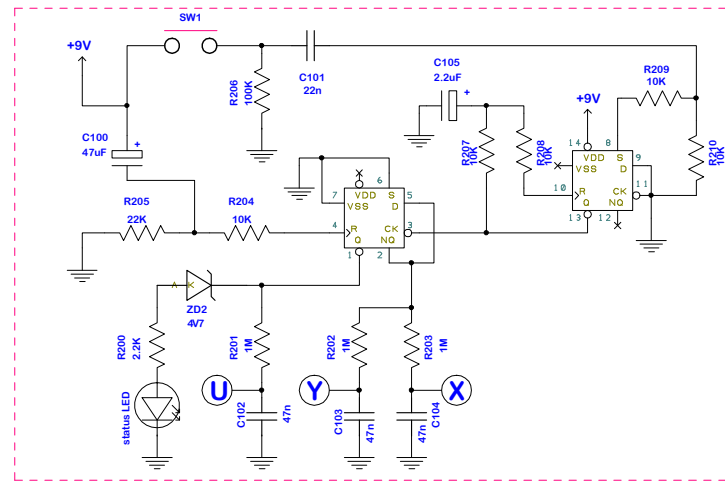 SW1
+9V
C101
22n
R206
100K
C105
2.2uF
+
R209
10K
+9V
C100
47uF
+
R207
10K
R208
10K
R210
10K
14
8
VDD S
VSS D
9
10
R CK
11
Q NQ
13
12
6
7
VDD S
VSS D
5
R205
22K
R204
10K
4
R CK
3
Q NQ
1
2
A K
ZD2
4V7
R200
2.2K
R201
1M
R202
1M
R203
1M
U
Y
X
status LED
C102
47n
C103
47n
C104
47n